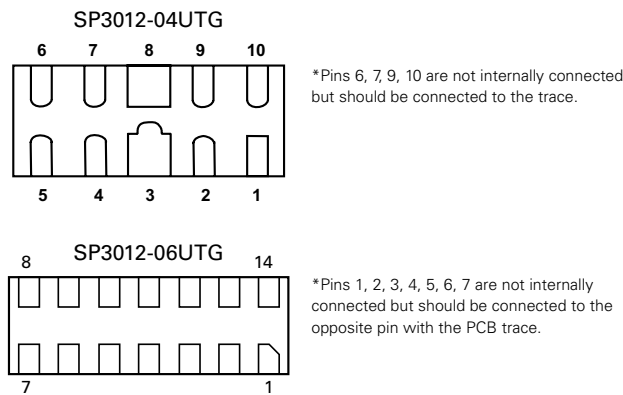 SP3012-04UTG
6 7 8 9 10
*Pins 6, 7, 9, 10 are not internally connected
but should be connected to the trace.
5 4 3 2 1
SP3012-06UTG
8 14
*Pins 1, 2, 3, 4, 5, 6, 7 are not internally
connected but should be connected to the
opposite pin with the PCB trace.
7 1